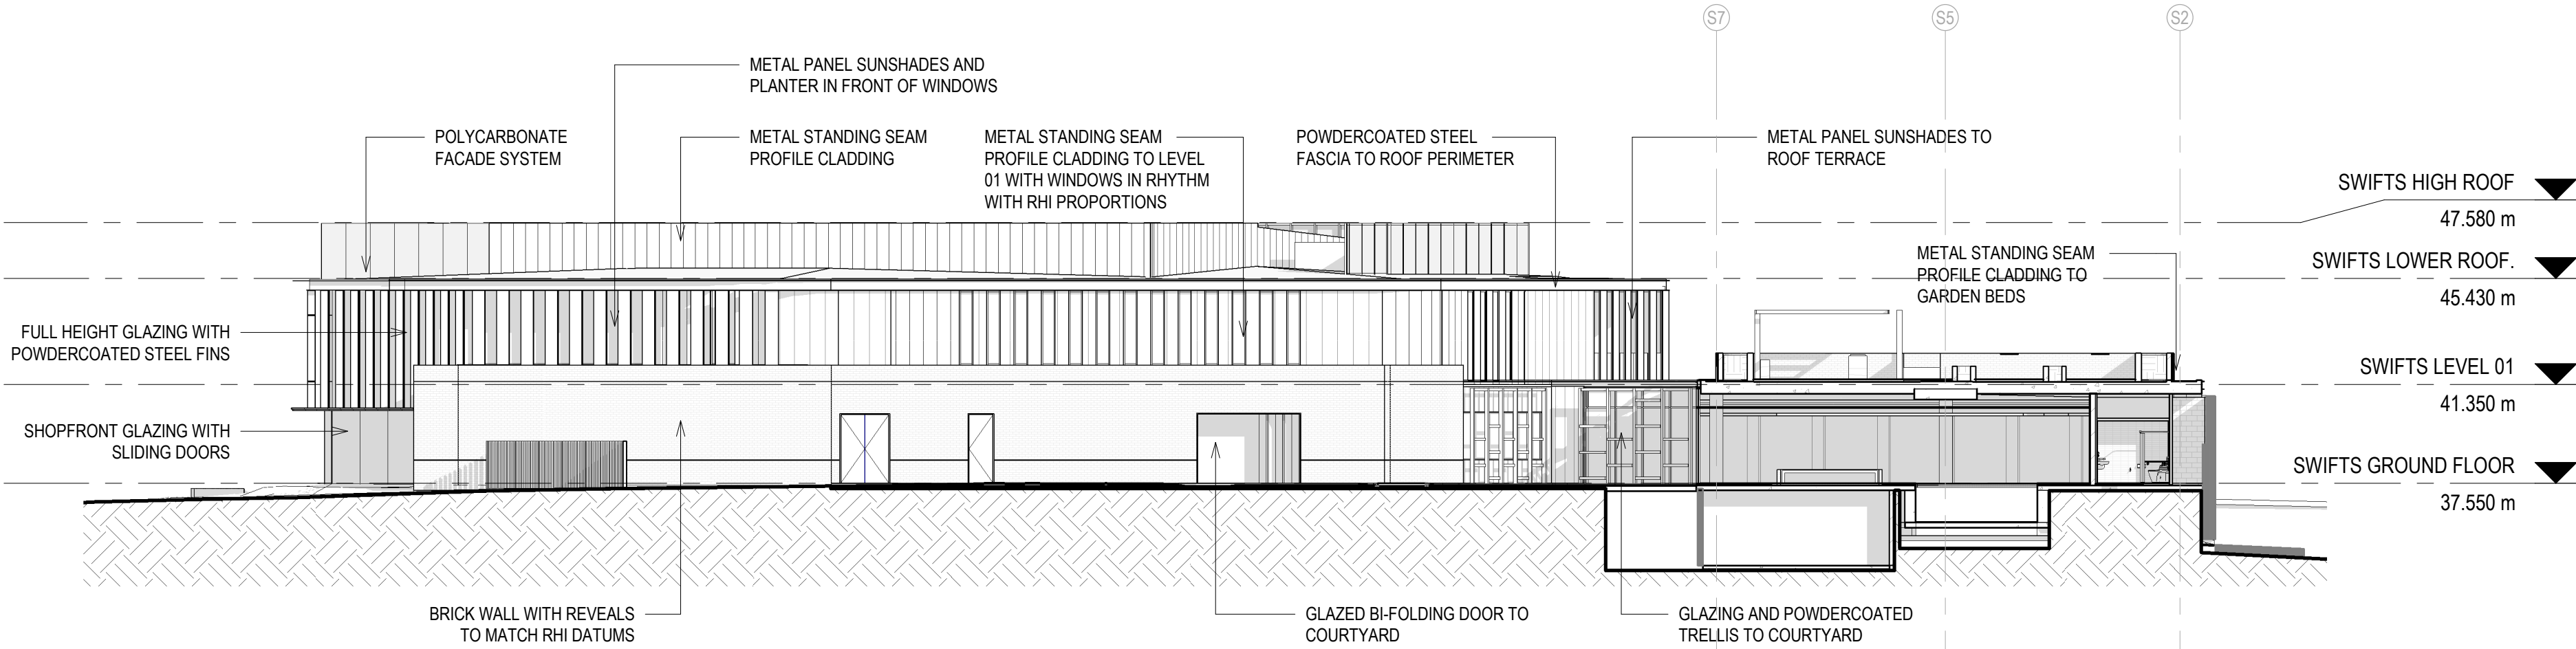 S7
S5
S2
METAL PANEL SUNSHADES AND
PLANTER IN FRONT OF WINDOWS
POLYCARBONATE
FACADE SYSTEM
METAL STANDING SEAM
PROFILE CLADDING
METAL STANDING SEAM
PROFILE CLADDING TO LEVEL
01 WITH WINDOWS IN RHYTHM
WITH RHI PROPORTIONS
POWDERCOATED STEEL
FASCIA TO ROOF PERIMETER
METAL PANEL SUNSHADES TO
ROOF TERRACE
SWIFTS HIGH ROOF
47.580 m
METAL STANDING SEAM
PROFILE CLADDING TO
GARDEN BEDS
SWIFTS LOWER ROOF.
45.430 m
FULL HEIGHT GLAZING WITH
POWDERCOATED STEEL FINS
SWIFTS LEVEL 01
41.350 m
SHOPFRONT GLAZING WITH
SLIDING DOORS
SWIFTS GROUND FLOOR
37.550 m
BRICK WALL WITH REVEALS
TO MATCH RHI DATUMS
GLAZED BI-FOLDING DOOR TO
COURTYARD
GLAZING AND POWDERCOATED
TRELLIS TO COURTYARD